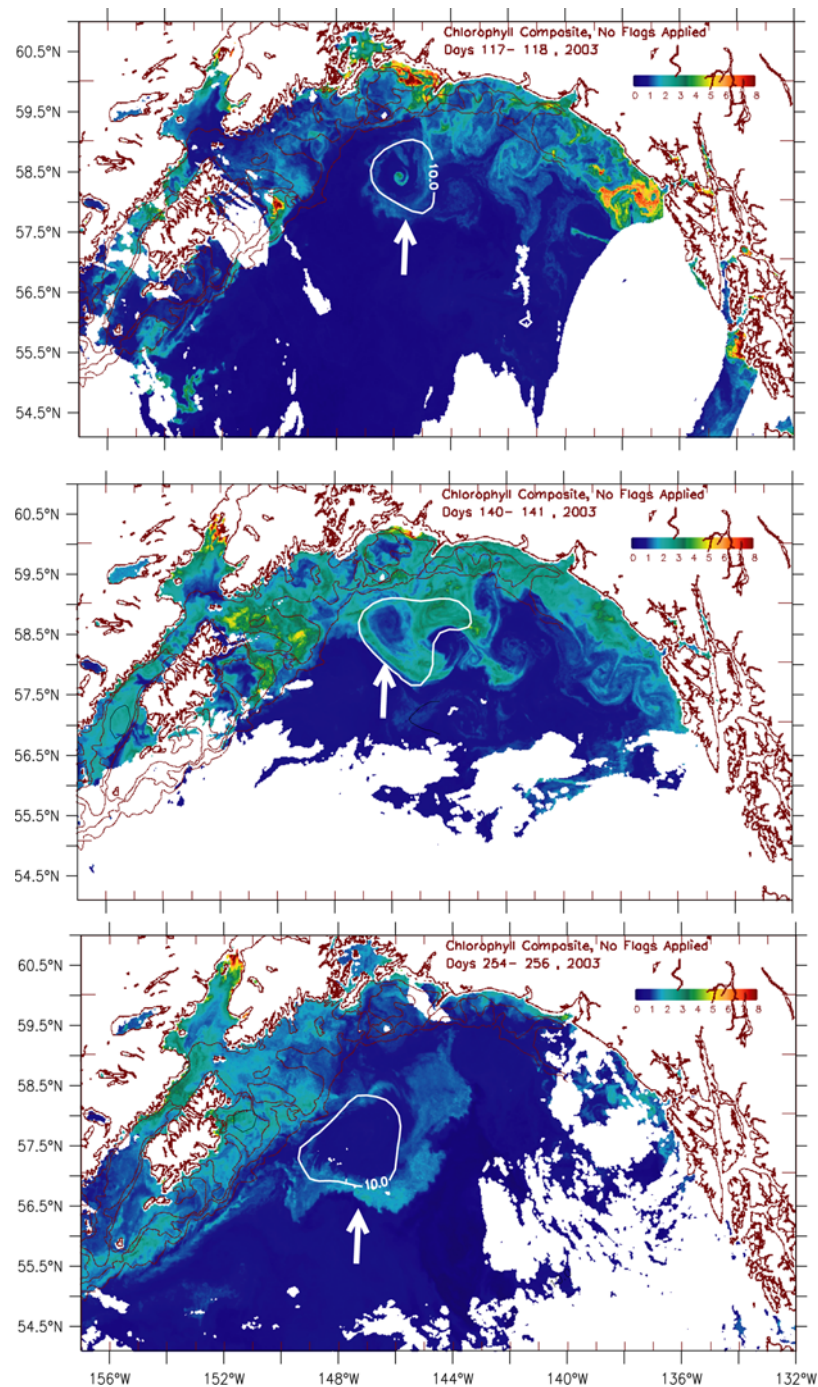 Chlorophyll Composite, No Flags Applied
Days 117- 118 , 2003
0 1 2 3 4 5 6 7 8
60.5°N
59.5°N
58.5°N
57.5°N
56.5°N
55.5°N
54.5°N
10.0
Chlorophyll Composite, No Flags Applied
Days 140- 141 , 2003
0 1 2 3 4 5 6 7 8
60.5°N
59.5°N
58.5°N
57.5°N
56.5°N
55.5°N
54.5°N
Chlorophyll Composite, No Flags Applied
Days 254- 256 , 2003
0 1 2 3 4 5 6 7 8
60.5°N
59.5°N
58.5°N
57.5°N
56.5°N
55.5°N
54.5°N
10.0
156°W 152°W 148°W 144°W 140°W 136°W 132°W